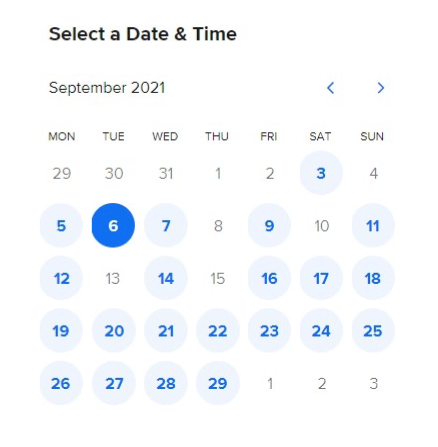 Select a Date & Time
September 2021
MON TUE WED THU FRI SAT SUN
29 30 31 1 2 3 4
5 6 7 8 9 10 11
12 13 14 15 16 17 18
19 20 21 22 23 24 25
26 27 28 29 1 2 3